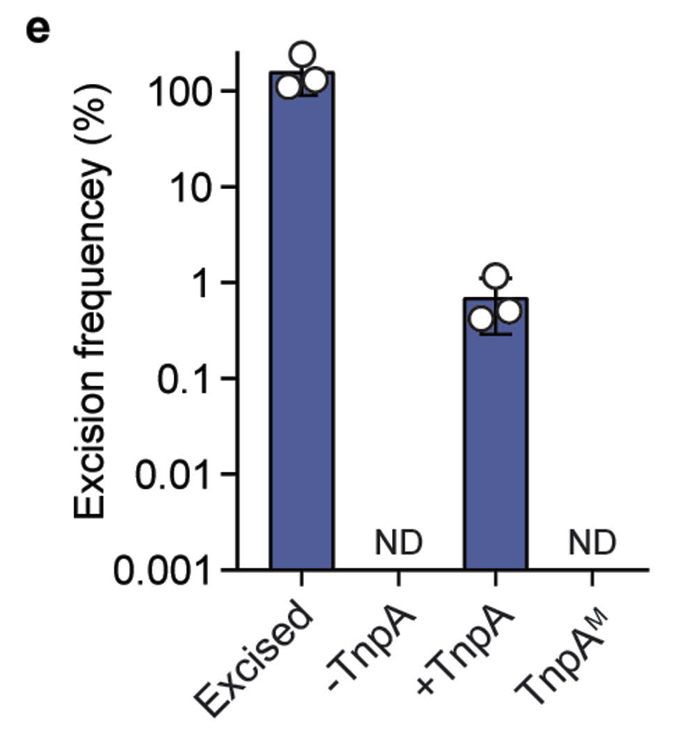 e
Excision frequencey (%)
100
10
1
0.1
0.01
0.001
ND
ND
Excised
-TnpA
+TnpA
TnpAᴹ